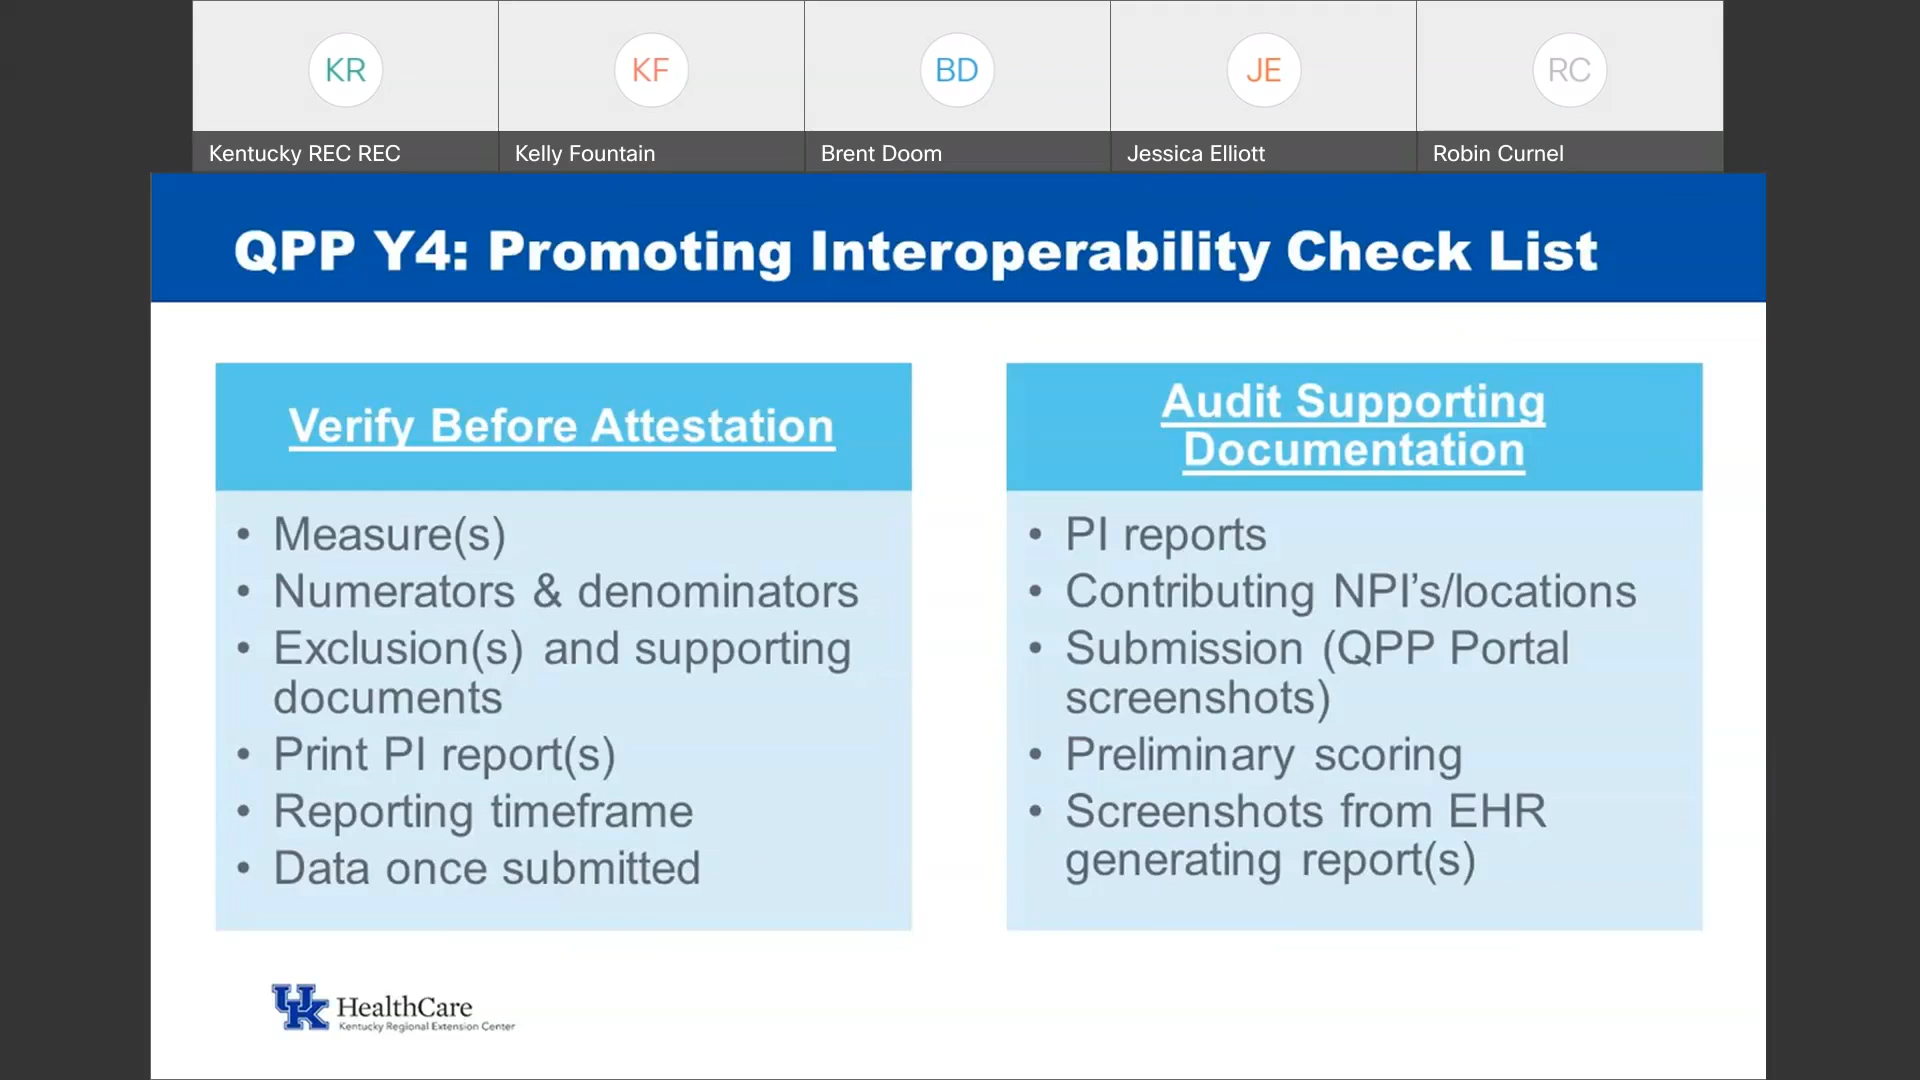 KR
KF
BD
JE
RC
Kentucky REC REC
Kelly Fountain
Brent Doom
Jessica Elliott
Robin Curnel
QPP Y4: Promoting Interoperability Check List
Verify Before Attestation
• Measure(s)
• Numerators & denominators
• Exclusion(s) and supporting
documents
• Print PI report(s)
• Reporting timeframe
• Data once submitted
Audit Supporting
Documentation
• PI reports
• Contributing NPI’s/locations
• Submission (QPP Portal
screenshots)
• Preliminary scoring
• Screenshots from EHR
generating report(s)
UK HealthCare
Kentucky Regional Extension Center